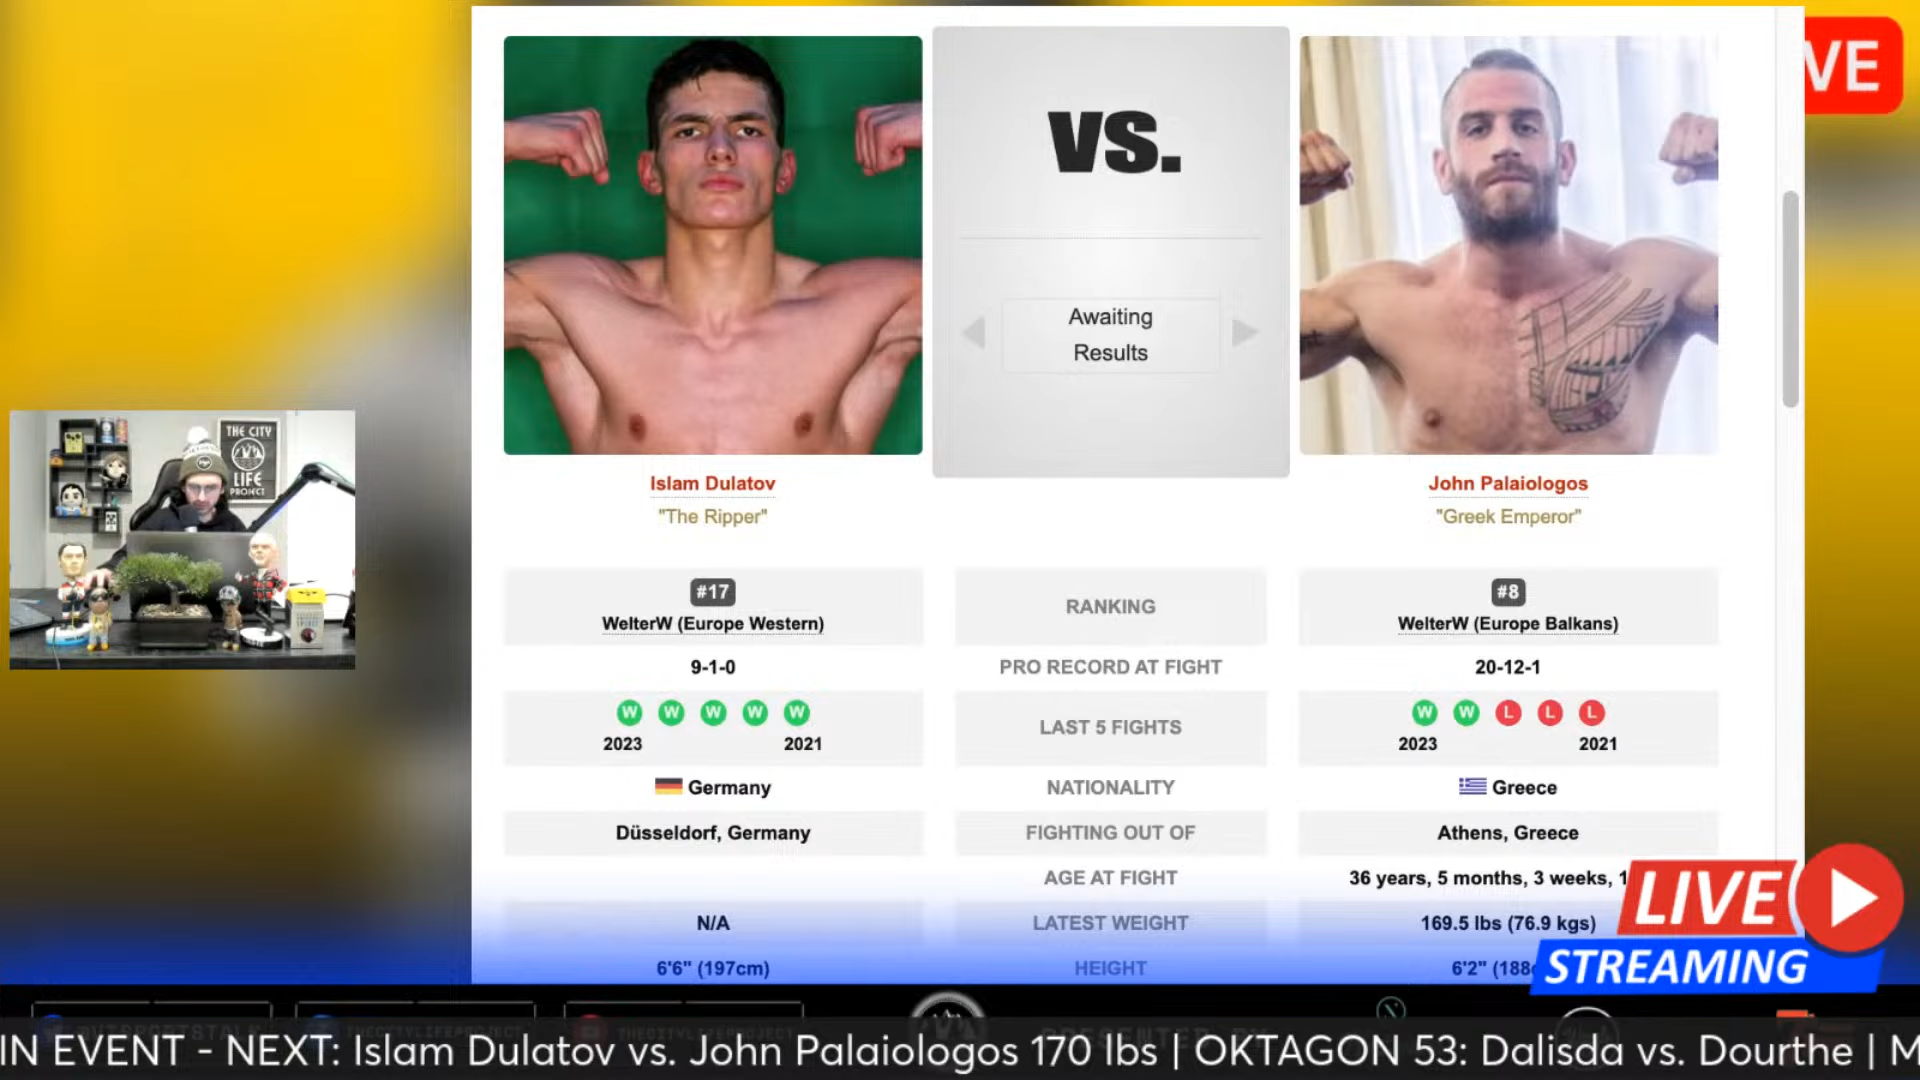 VS.
VE
Awaiting
Results
THE CITY
LIFE
PROJECT
Islam Dulatov
"The Ripper"
John Palaiologos
"Greek Emperor"
#17
WelterW (Europe Western)
RANKING
#8
WelterW (Europe Balkans)
9-1-0
PRO RECORD AT FIGHT
20-12-1
W W W W W
2023 2021
LAST 5 FIGHTS
W W L L L
2023 2021
Germany
NATIONALITY
Greece
Düsseldorf, Germany
FIGHTING OUT OF
Athens, Greece
AGE AT FIGHT
36 years, 5 months, 3 weeks, 1
N/A
LATEST WEIGHT
169.5 lbs (76.9 kgs)
6'6" (197cm)
HEIGHT
6'2" (188
LIVE
STREAMING
IN EVENT - NEXT: Islam Dulatov vs. John Palaiologos 170 lbs | OKTAGON 53: Dalisda vs. Dourthe | M